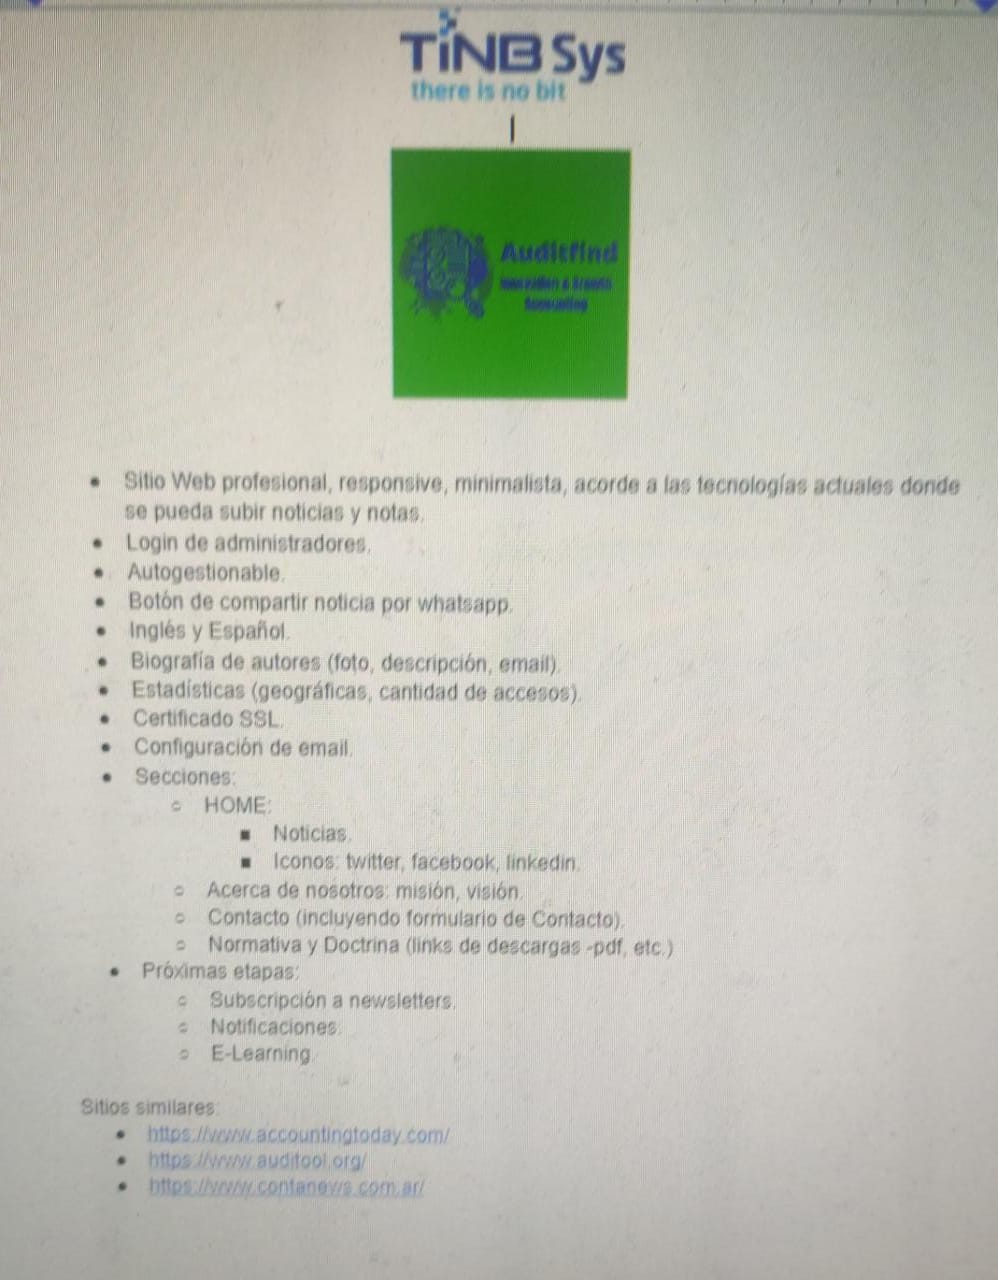 TiNB Sys
there is no bit
Auditfind
Accounting
Sitio Web profesional, responsive, minimalista, acorde a las tecnologías actuales donde
se pueda subir noticias y notas.
Login de administradores.
Autogestionable.
Botón de compartir noticia por whatsapp.
Inglés y Español.
Biografía de autores (foto, descripción, email).
Estadísticas (geográficas, cantidad de accesos).
Certificado SSL.
Configuración de email.
Secciones:
HOME:
Noticias.
Iconos: twitter, facebook, linkedin.
Acerca de nosotros: misión, visión.
Contacto (incluyendo formulario de Contacto).
Normativa y Doctrina (links de descargas -pdf, etc.)
Próximas etapas:
Subscripción a newsletters.
Notificaciones.
E-Learning.
Sitios similares:
https://www.accountingtoday.com/
https://www.auditool.org/
https://www.contanews.com.ar/